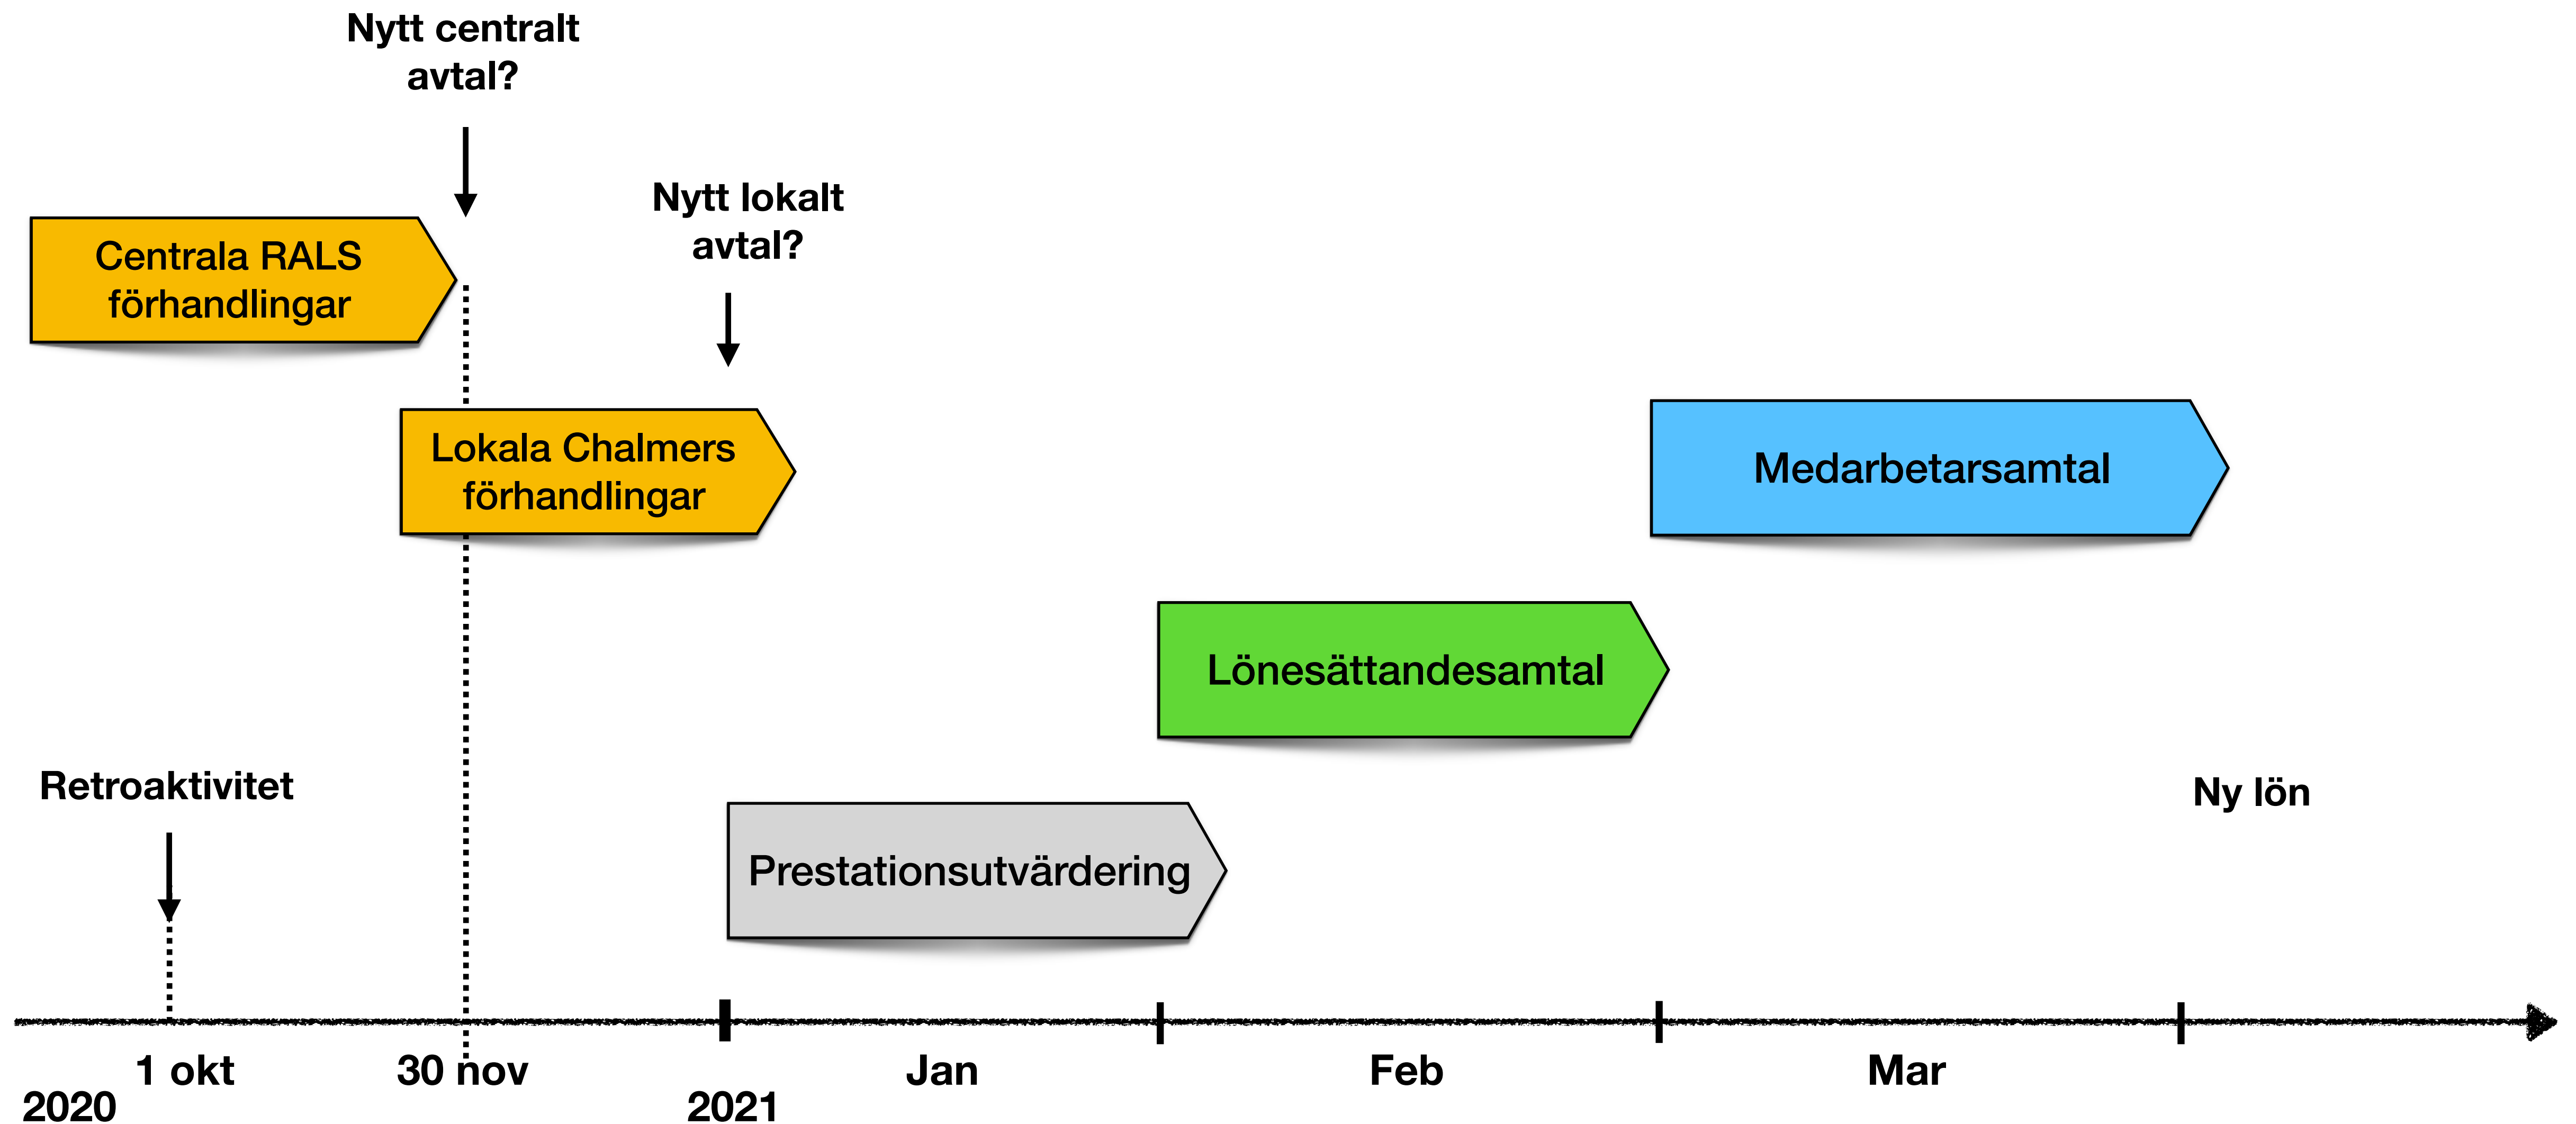 Nytt centralt
avtal?
Nytt lokalt
avtal?
Centrala RALS
förhandlingar
Lokala Chalmers
förhandlingar
Medarbetarsamtal
Lönesättandesamtal
Retroaktivitet
Ny lön
Prestationsutvärdering
1 okt
30 nov
Jan
Feb
Mar
2020
2021